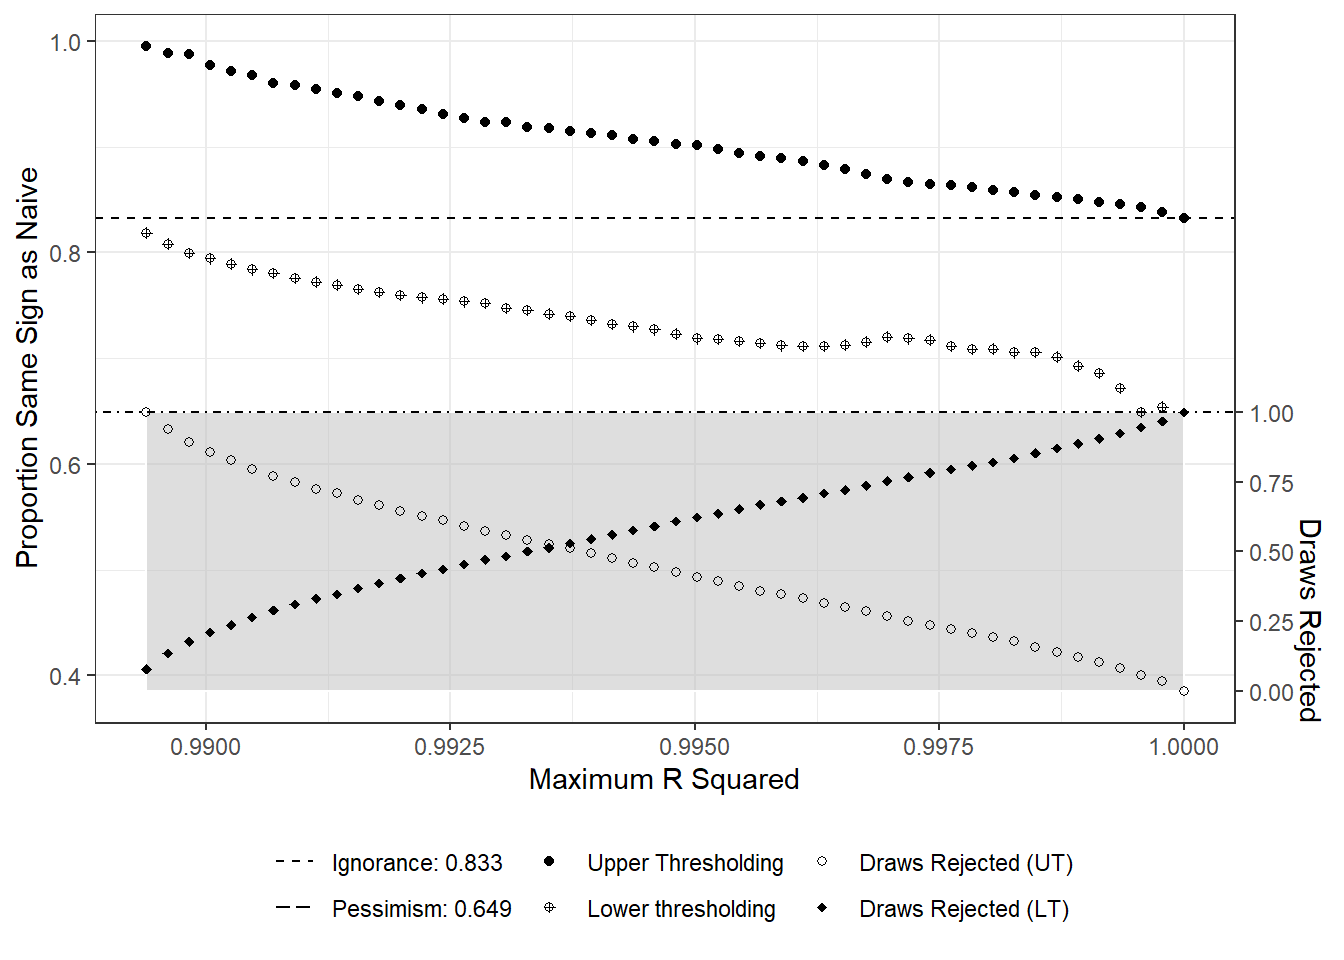 Proportion Same Sign as Naive
1.0
0.8
0.6
0.4
1.00
0.75
0.50
0.25
0.00
Draws Rejected
0.9900 0.9925 0.9950 0.9975 1.0000
Maximum R Squared
Ignorance: 0.833 Upper Thresholding Draws Rejected (UT)
Pessimism: 0.649 Lower thresholding Draws Rejected (LT)